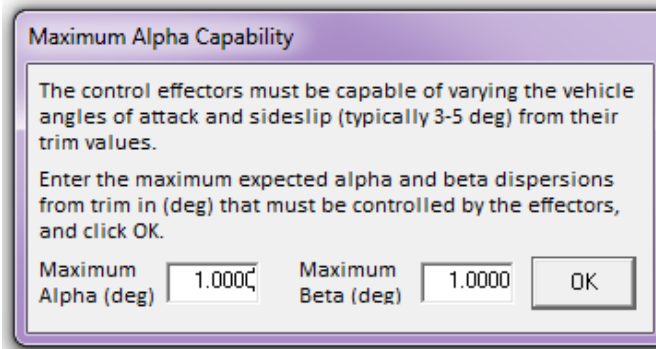 Maximum Alpha Capability
The control effectors must be capable of varying the vehicle
angles of attack and sideslip (typically 3-5 deg) from their
trim values.
Enter the maximum expected alpha and beta dispersions
from trim in (deg) that must be controlled by the effectors,
and click OK.
Maximum Alpha (deg) 1.0000
Maximum Beta (deg) 1.0000
OK